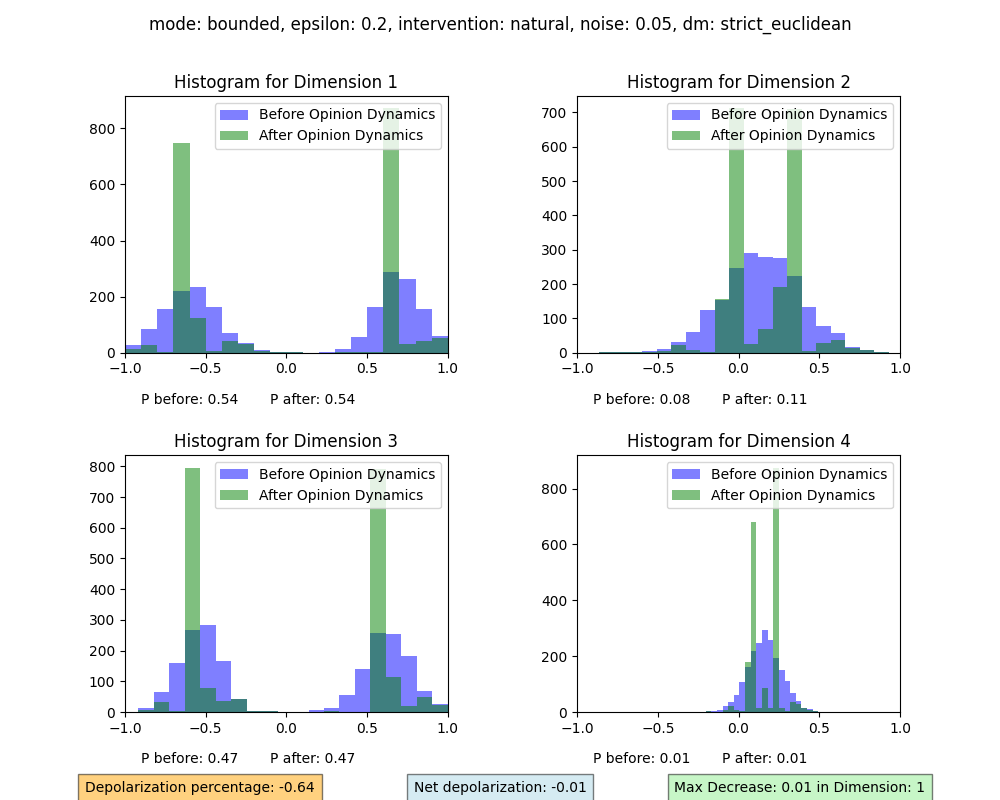 mode: bounded, epsilon: 0.2, intervention: natural, noise: 0.05, dm: strict_euclidean
Histogram for Dimension 1
Before Opinion Dynamics
After Opinion Dynamics
800
600
400
200
0
−1.0 −0.5 0.0 0.5 1.0
P before: 0.54 P after: 0.54
Histogram for Dimension 2
Before Opinion Dynamics
After Opinion Dynamics
700
600
500
400
300
200
100
0
−1.0 −0.5 0.0 0.5 1.0
P before: 0.08 P after: 0.11
Histogram for Dimension 3
Before Opinion Dynamics
After Opinion Dynamics
800
700
600
500
400
300
200
100
0
−1.0 −0.5 0.0 0.5 1.0
P before: 0.47 P after: 0.47
Histogram for Dimension 4
Before Opinion Dynamics
After Opinion Dynamics
800
600
400
200
0
−1.0 −0.5 0.0 0.5 1.0
P before: 0.01 P after: 0.01
Depolarization percentage: -0.64
Net depolarization: -0.01
Max Decrease: 0.01 in Dimension: 1